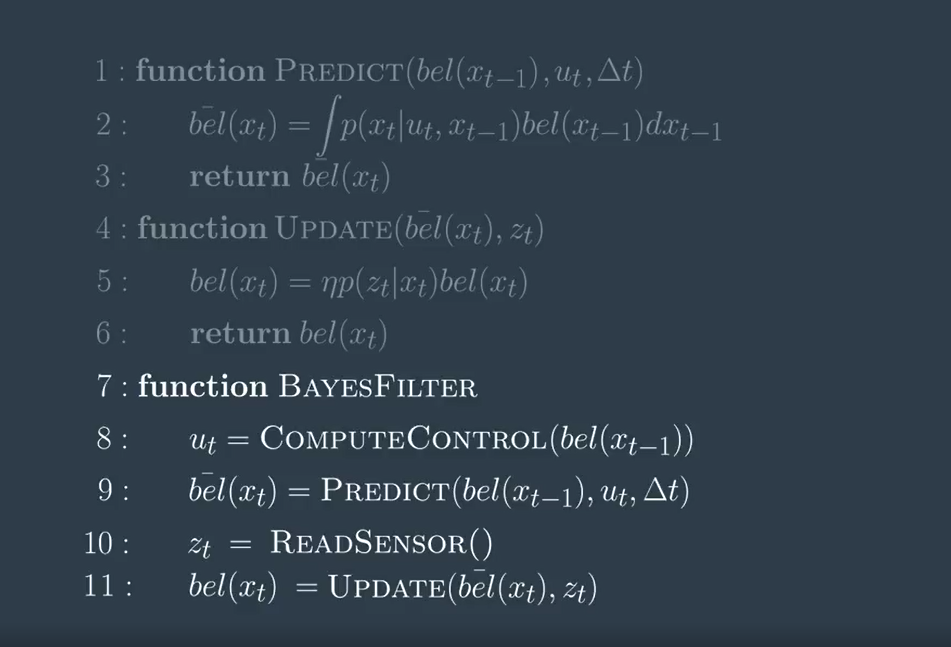 1 : function PREDICT(bel(x_{t−1}), u_t, Δt)
2 : b̄el(x_t) = ∫p(x_t|u_t, x_{t−1})bel(x_{t−1})dx_{t−1}
3 : return b̄el(x_t)
4 : function UPDATE(b̄el(x_t), z_t)
5 : bel(x_t) = ηp(z_t|x_t)bel(x_t)
6 : return bel(x_t)
7 : function BAYESFILTER
8 : u_t = COMPUTECONTROL(bel(x_{t−1}))
9 : b̄el(x_t) = PREDICT(bel(x_{t−1}), u_t, Δt)
10 : z_t = READSENSOR()
11 : bel(x_t) = UPDATE(b̄el(x_t), z_t)